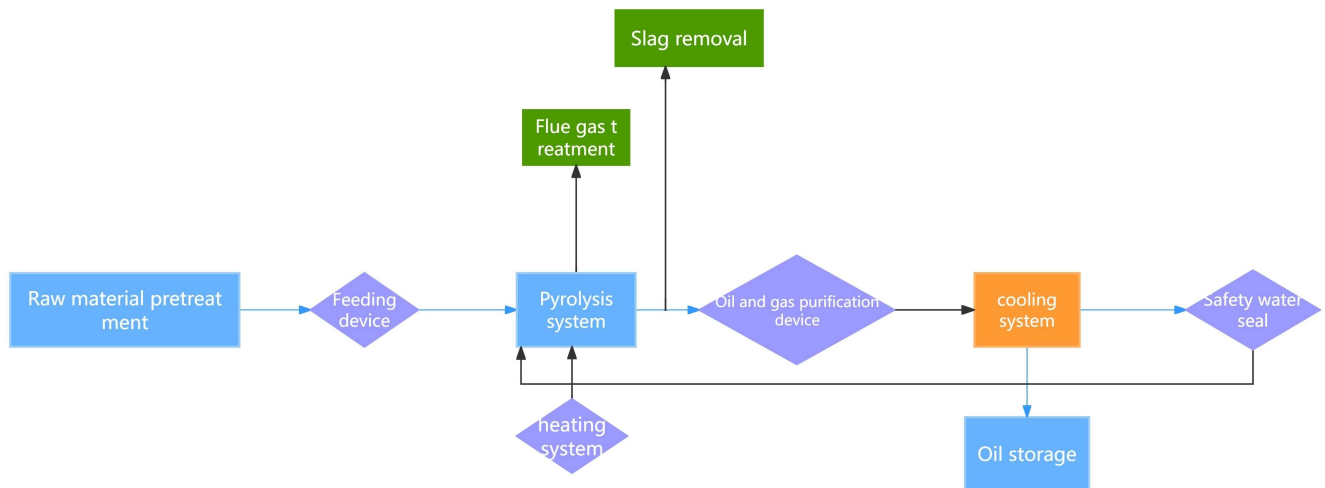 Slag removal
Flue gas t
reatment
Raw material pretreat
ment
Feeding
device
Pyrolysis
system
Oil and gas purification
device
cooling
system
Safety water
seal
heating
system
Oil storage